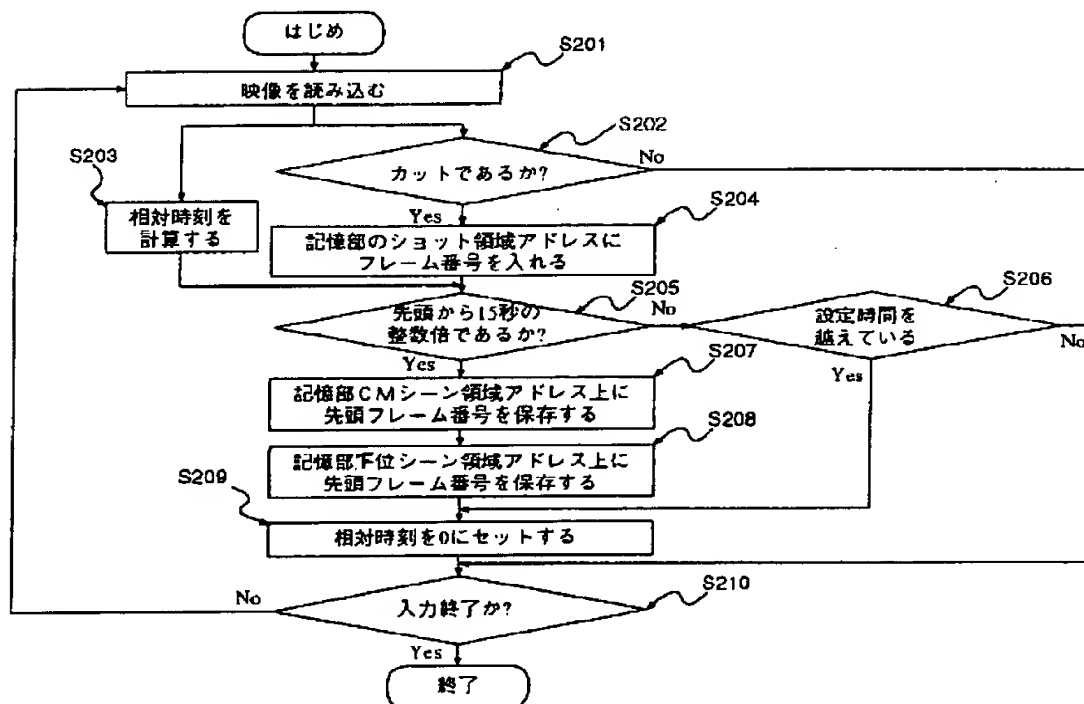 はじめ
S201
映像を読み込む
S202
カットであるか?
No
S203
相対時刻を
計算する
Yes
S204
記憶部のショット領域アドレスに
フレーム番号を入れる
S205
先頭から15秒の
整数倍であるか?
No
S206
設定時間を
越えている
No
Yes
Yes
S207
記憶部CMシーン領域アドレス上に
先頭フレーム番号を保存する
S208
記憶部下位シーン領域アドレス上に
先頭フレーム番号を保存する
S209
相対時刻を0にセットする
S210
入力終了か?
No
Yes
終了